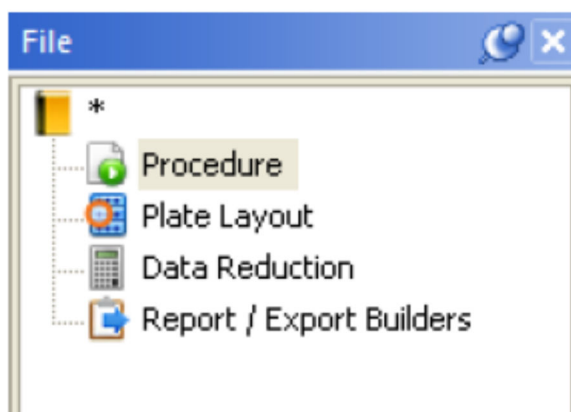 File
*
Procedure
Plate Layout
Data Reduction
Report / Export Builders